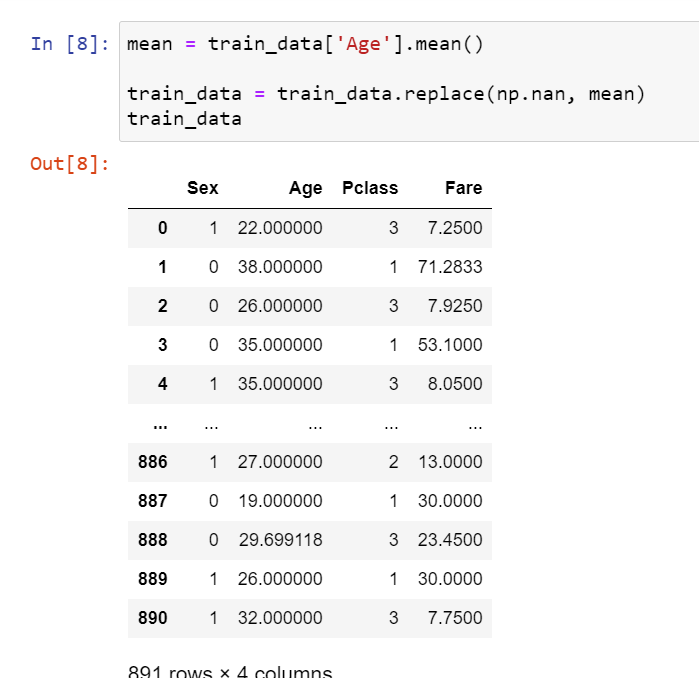 In [8]: mean = train_data['Age'].mean()
train_data = train_data.replace(np.nan, mean)
train_data
Out[8]:
Sex Age Pclass Fare
0 1 22.000000 3 7.2500
1 0 38.000000 1 71.2833
2 0 26.000000 3 7.9250
3 0 35.000000 1 53.1000
4 1 35.000000 3 8.0500
... ... ... ... ...
886 1 27.000000 2 13.0000
887 0 19.000000 1 30.0000
888 0 29.699118 3 23.4500
889 1 26.000000 1 30.0000
890 1 32.000000 3 7.7500
891 rows × 4 columns